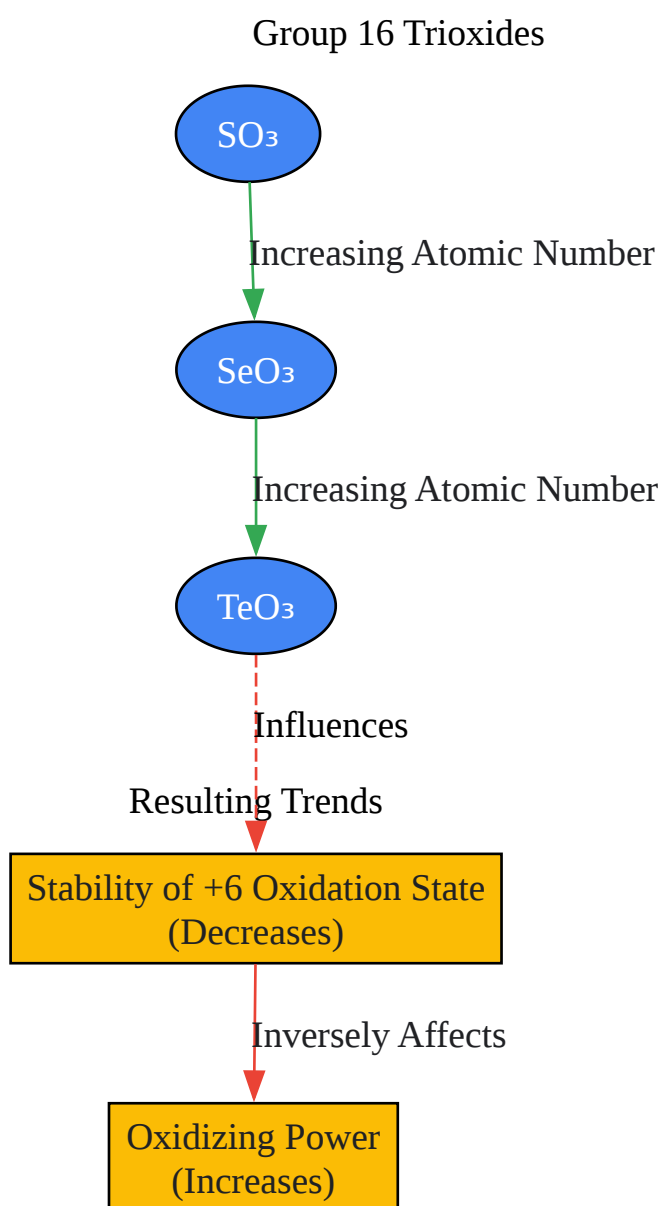 Group 16 Trioxides
SO₃
Increasing Atomic Number
SeO₃
Increasing Atomic Number
TeO₃
Influences
Resulting Trends
Stability of +6 Oxidation State
(Decreases)
Inversely Affects
Oxidizing Power
(Increases)